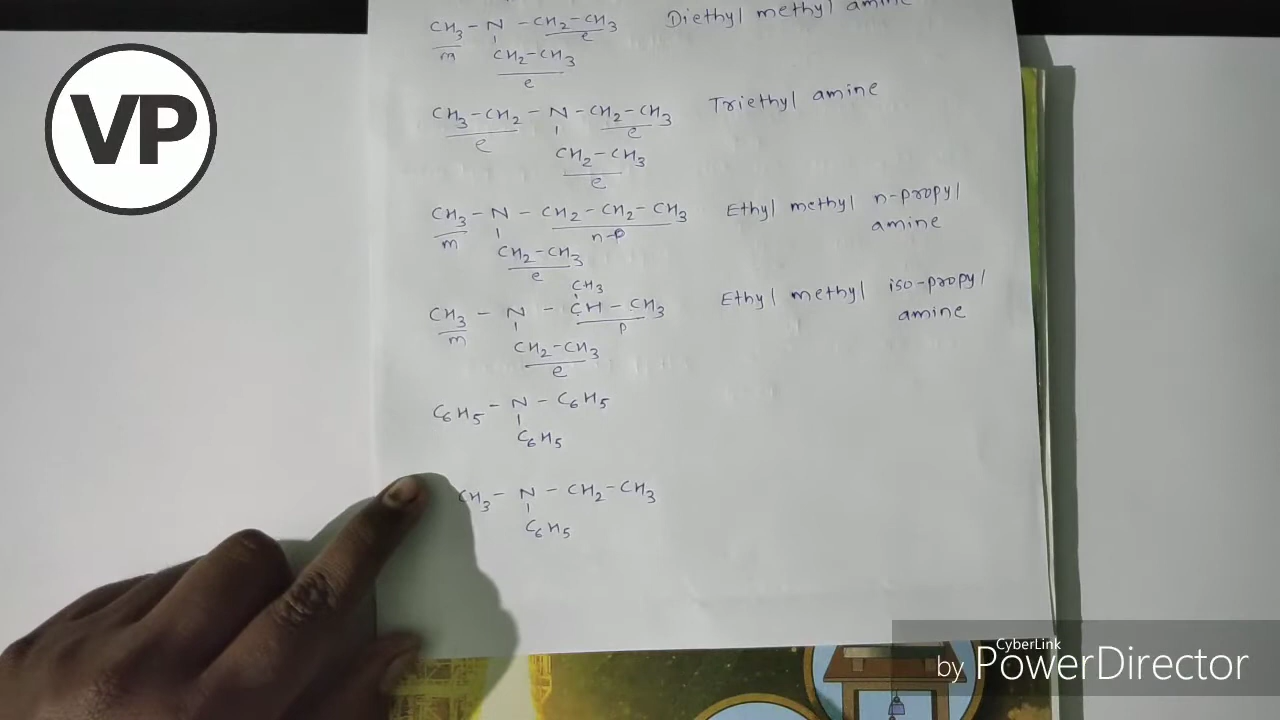 CH3 - N - CH2-CH3 Diethyl methyl amine
m e
CH2-CH3
e
CH3-CH2 - N - CH2-CH3 Triethyl amine
e e
CH2-CH3
e
CH3 - N - CH2-CH2-CH3 Ethyl methyl n-propyl
amine
m n-p
CH2-CH3
e
CH3
CH3 - N - CH - CH3 Ethyl methyl iso-propyl
amine
m p
CH2-CH3
e
C6H5 - N - C6H5
C6H5
CH3 - N - CH2-CH3
C6H5
VP
CyberLink
by PowerDirector